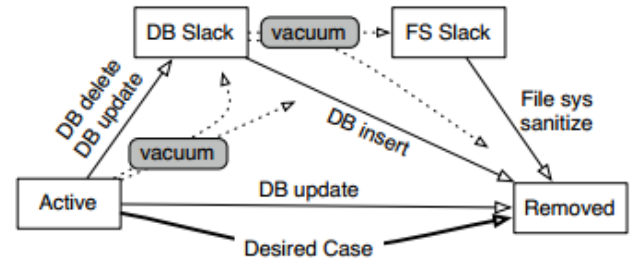 DB Slack
vacuum
FS Slack
DB delete
DB update
File sys
sanitize
DB insert
vacuum
DB update
Active
Removed
Desired Case